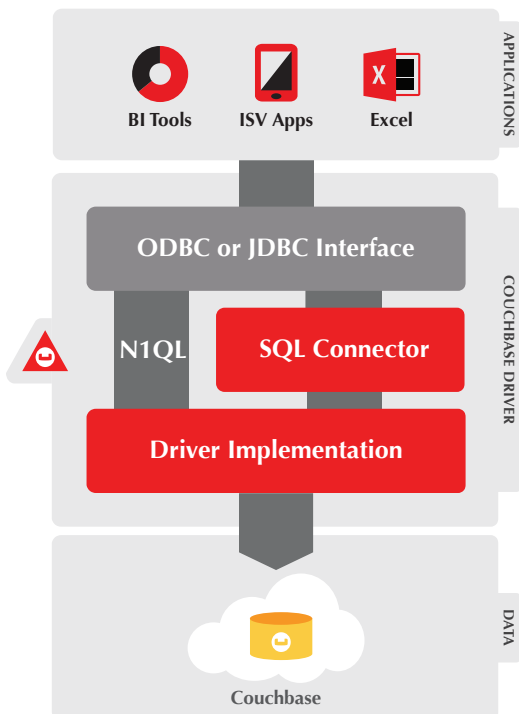 APPLICATIONS
BI Tools
ISV Apps
Excel
X
COUCHBASE DRIVER
ODBC or JDBC Interface
N1QL
SQL Connector
Driver Implementation
DATA
Couchbase